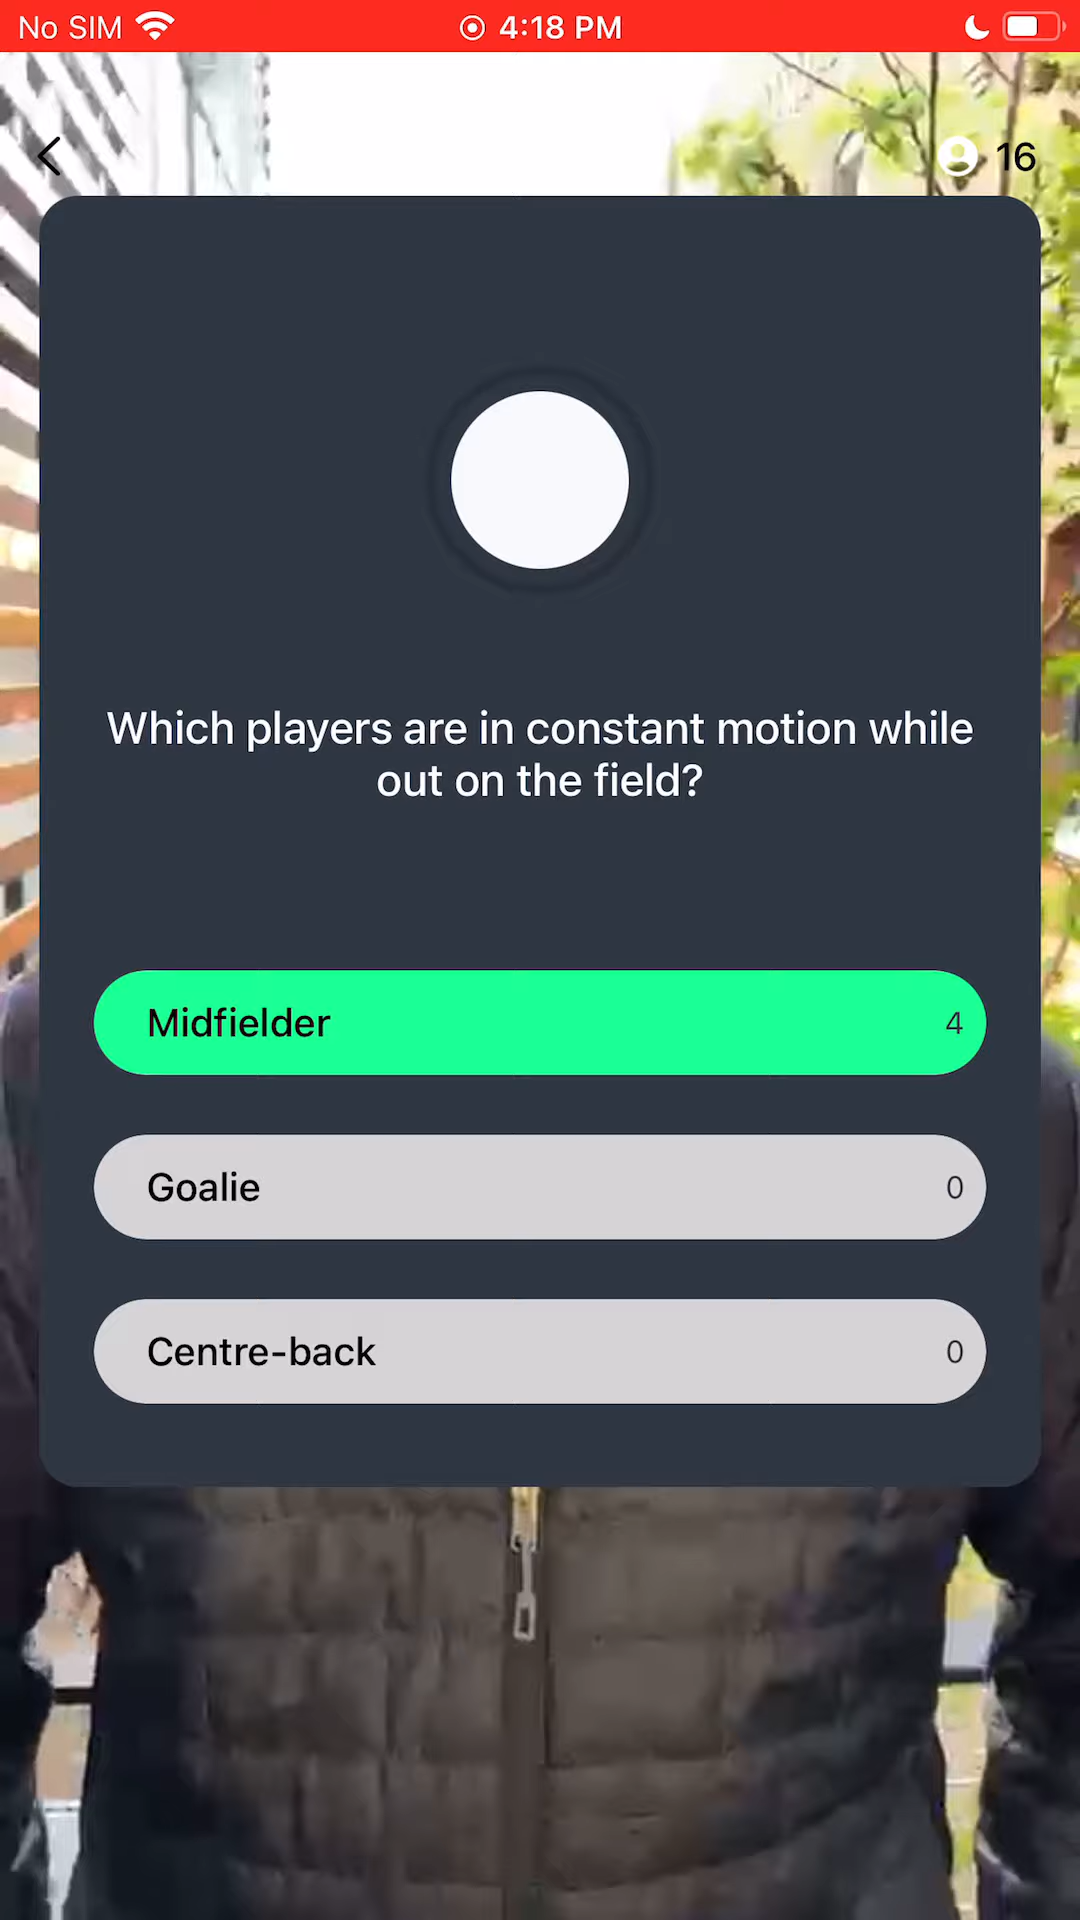 No SIM 4:18 PM
16
Which players are in constant motion while
out on the field?
Midfielder 4
Goalie 0
Centre-back 0